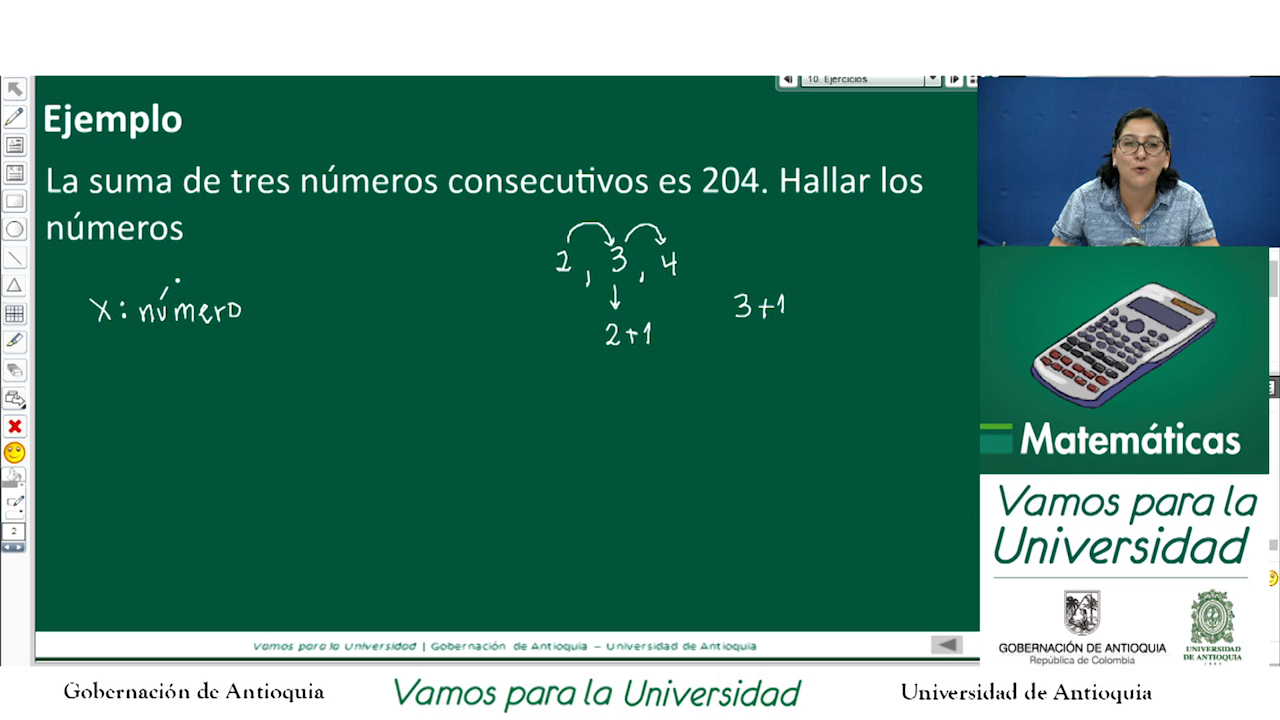 10. Ejercicios
Ejemplo
La suma de tres números consecutivos es 204. Hallar los
números
2 , 3 , 4
x : número
3+1
2+1
2
Matemáticas
Vamos para la
Universidad
GOBERNACIÓN DE ANTIOQUIA
República de Colombia
UNIVERSIDAD
DE ANTIOQUIA
1803
Vamos para la Universidad | Gobernación de Antioquia – Universidad de Antioquia
Gobernación de Antioquia
Vamos para la Universidad
Universidad de Antioquia